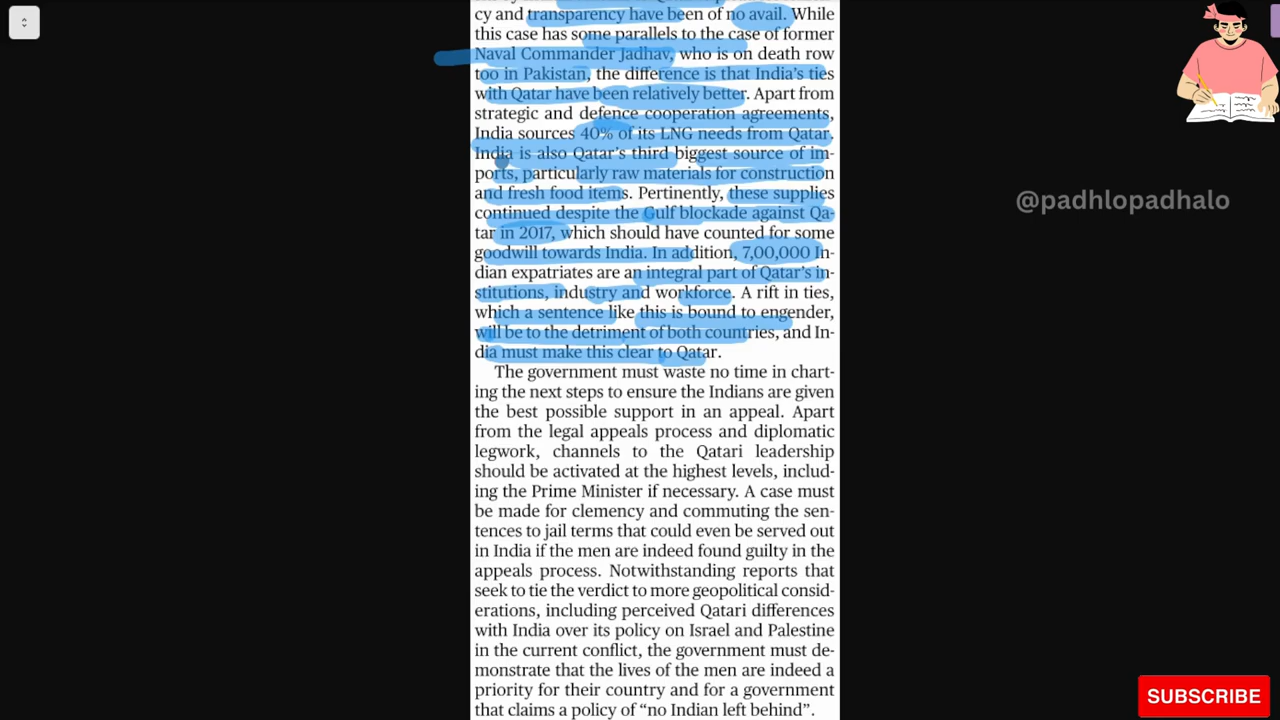 cy and transparency have been of no avail. While
this case has some parallels to the case of former
Naval Commander Jadhav, who is on death row
too in Pakistan, the difference is that India's ties
with Qatar have been relatively better. Apart from
strategic and defence cooperation agreements,
India sources 40% of its LNG needs from Qatar.
India is also Qatar's third biggest source of im-
ports, particularly raw materials for construction
and fresh food items. Pertinently, these supplies
continued despite the Gulf blockade against Qa-
tar in 2017, which should have counted for some
goodwill towards India. In addition, 7,00,000 In-
dian expatriates are an integral part of Qatar's in-
stitutions, industry and workforce. A rift in ties,
which a sentence like this is bound to engender,
will be to the detriment of both countries, and In-
dia must make this clear to Qatar.
The government must waste no time in chart-
ing the next steps to ensure the Indians are given
the best possible support in an appeal. Apart
from the legal appeals process and diplomatic
legwork, channels to the Qatari leadership
should be activated at the highest levels, includ-
ing the Prime Minister if necessary. A case must
be made for clemency and commuting the sen-
tences to jail terms that could even be served out
in India if the men are indeed found guilty in the
appeals process. Notwithstanding reports that
seek to tie the verdict to more geopolitical consid-
erations, including perceived Qatari differences
with India over its policy on Israel and Palestine
in the current conflict, the government must de-
monstrate that the lives of the men are indeed a
priority for their country and for a government
that claims a policy of “no Indian left behind”.
@padhlopadhalo
SUBSCRIBE